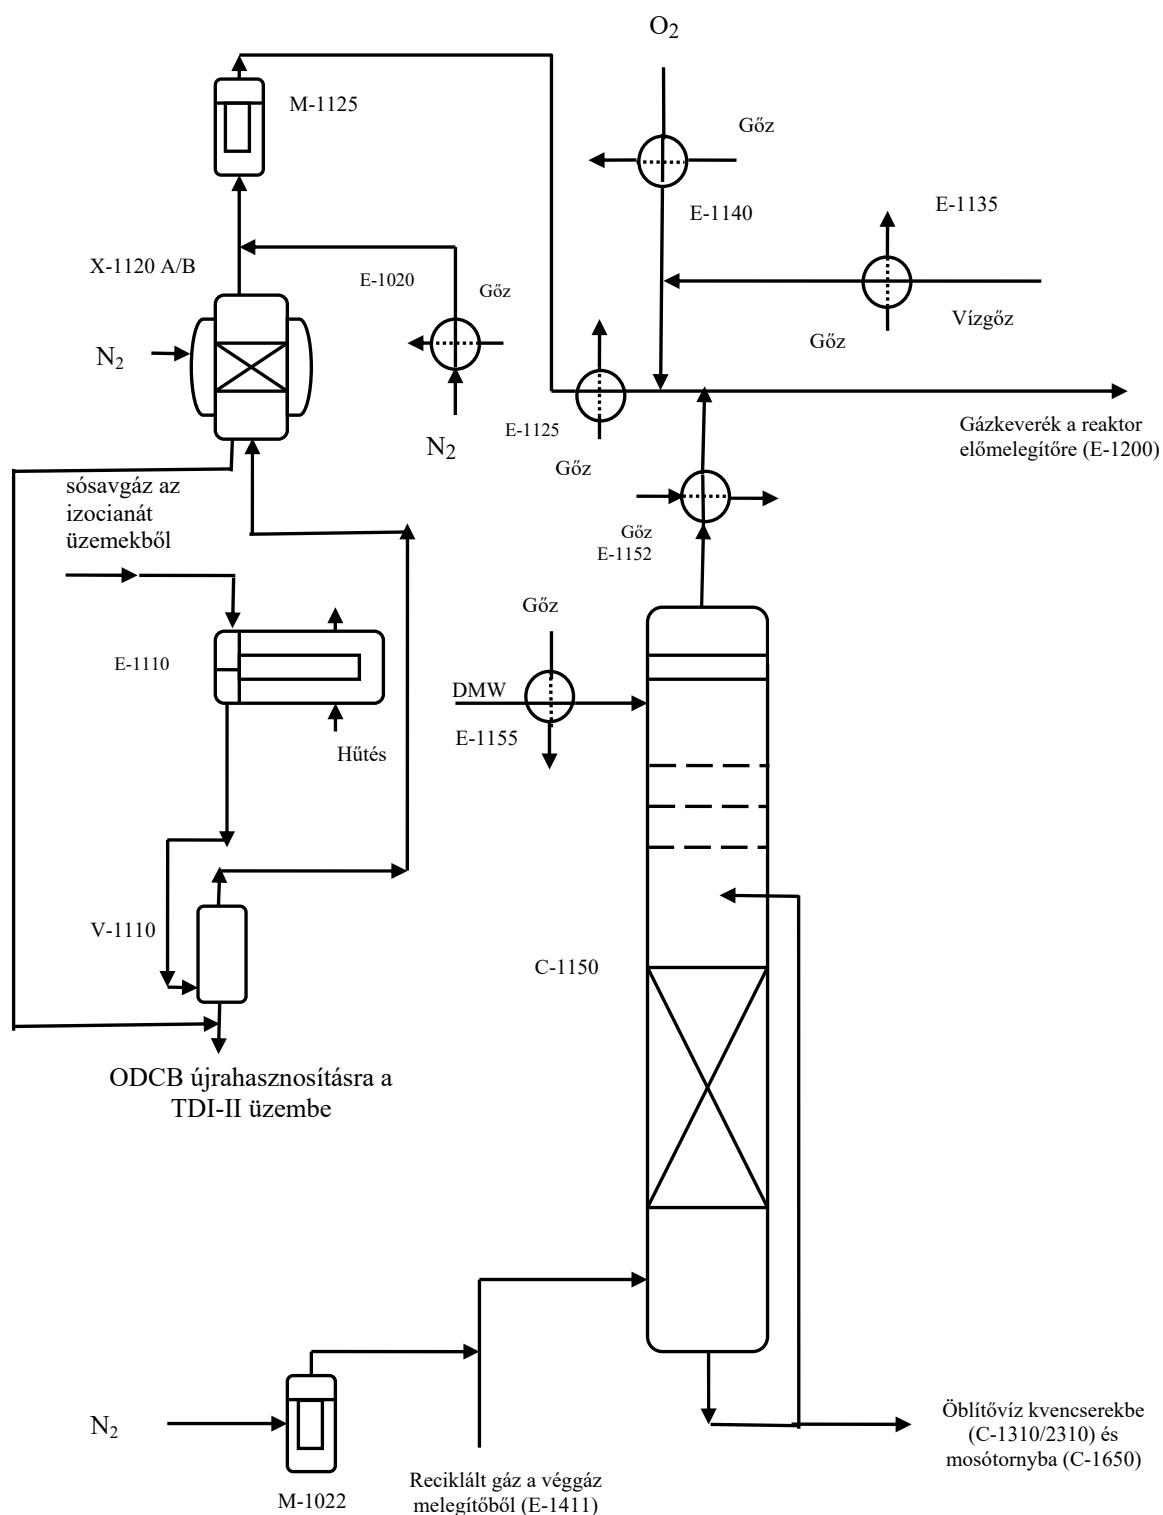 O2
M-1125
Gőz
E-1140
E-1135
X-1120 A/B
E-1020
Gőz
Vízgőz
Gőz
N2
N2
E-1125
Gőz
Gázkeverék a reaktor
előmelegítőre (E-1200)
sósavgáz az
izocianát
üzemekből
Gőz
E-1152
Gőz
E-1110
DMW
E-1155
Hűtés
V-1110
C-1150
ODCB újrahasznosításra a
TDI-II üzembe
N2
M-1022
Reciklált gáz a véggáz
melegítőből (E-1411)
Öblítővíz kvencserekbe
(C-1310/2310) és
mosótornyba (C-1650)